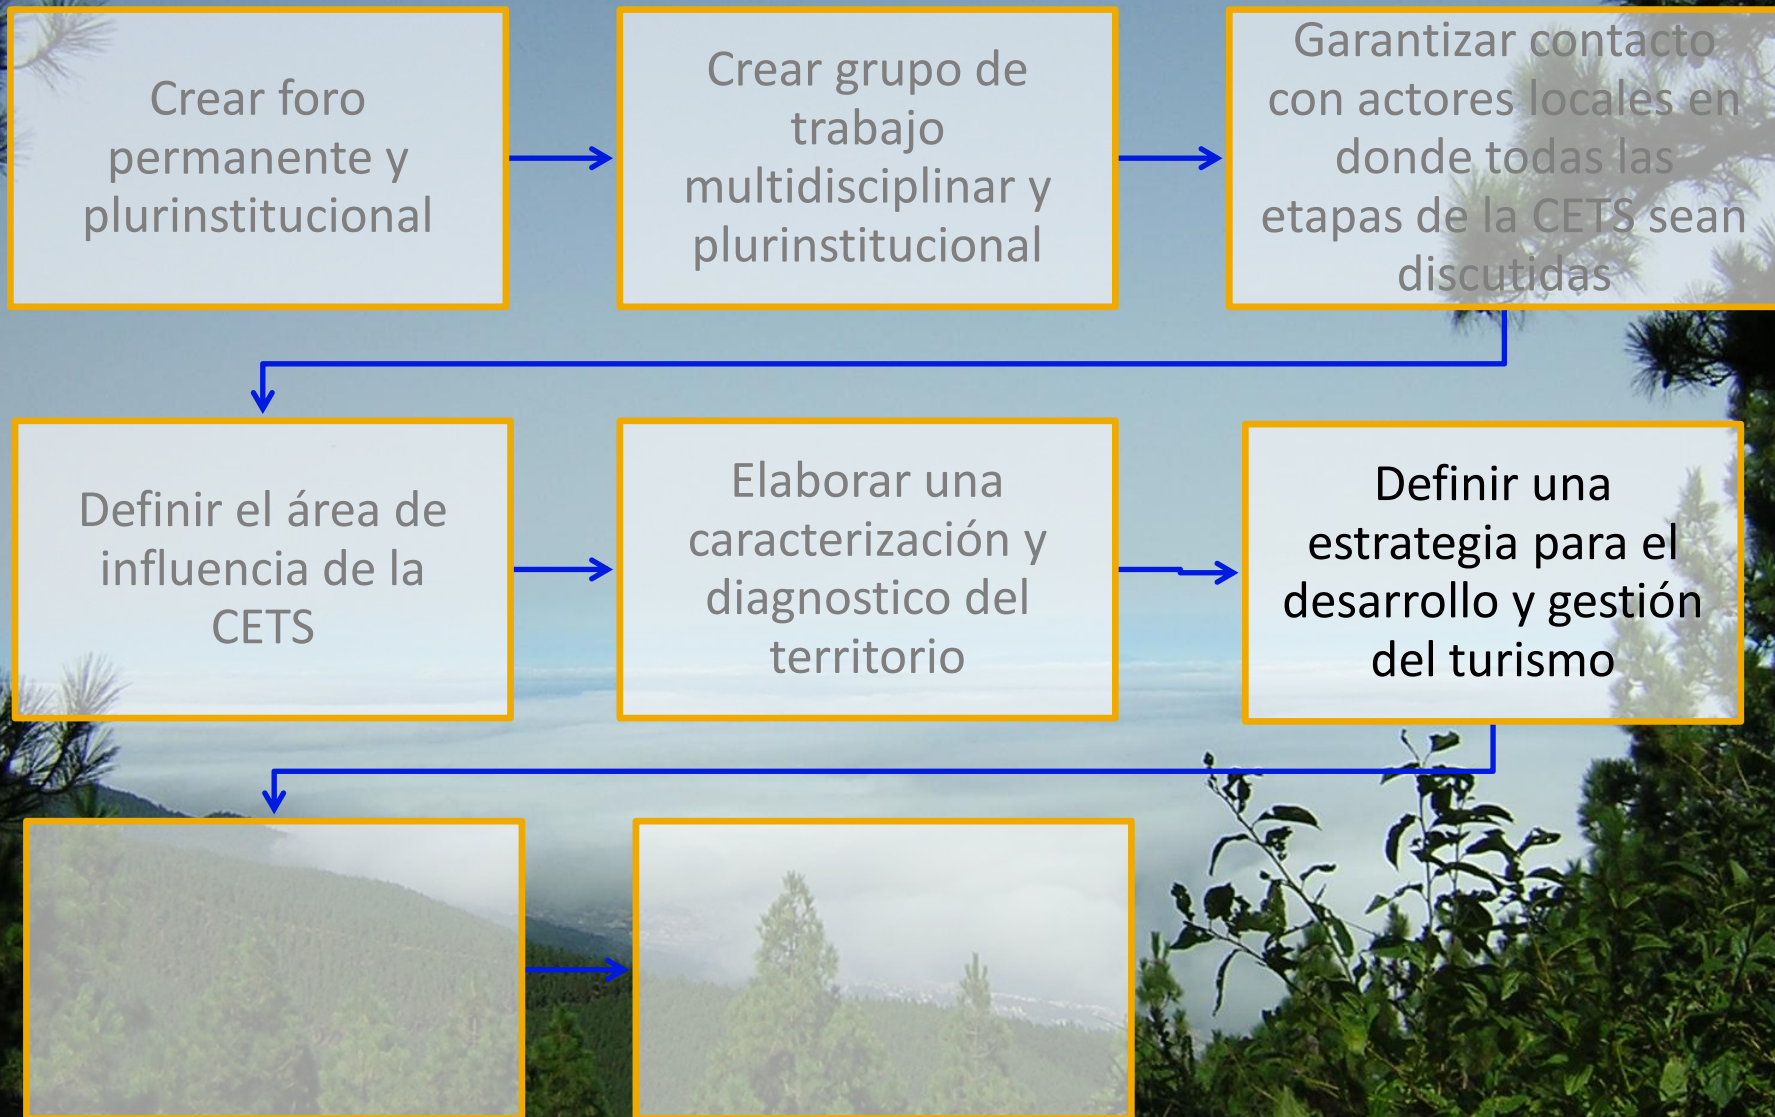 Crear foro
permanente y
plurinstitucional
Crear grupo de
trabajo
multidisciplinar y
plurinstitucional
Garantizar contacto
con actores locales en
donde todas las
etapas de la CETS sean
discutidas
Definir el área de
influencia de la
CETS
Elaborar una
caracterización y
diagnostico del
territorio
Definir una
estrategia para el
desarrollo y gestión
del turismo